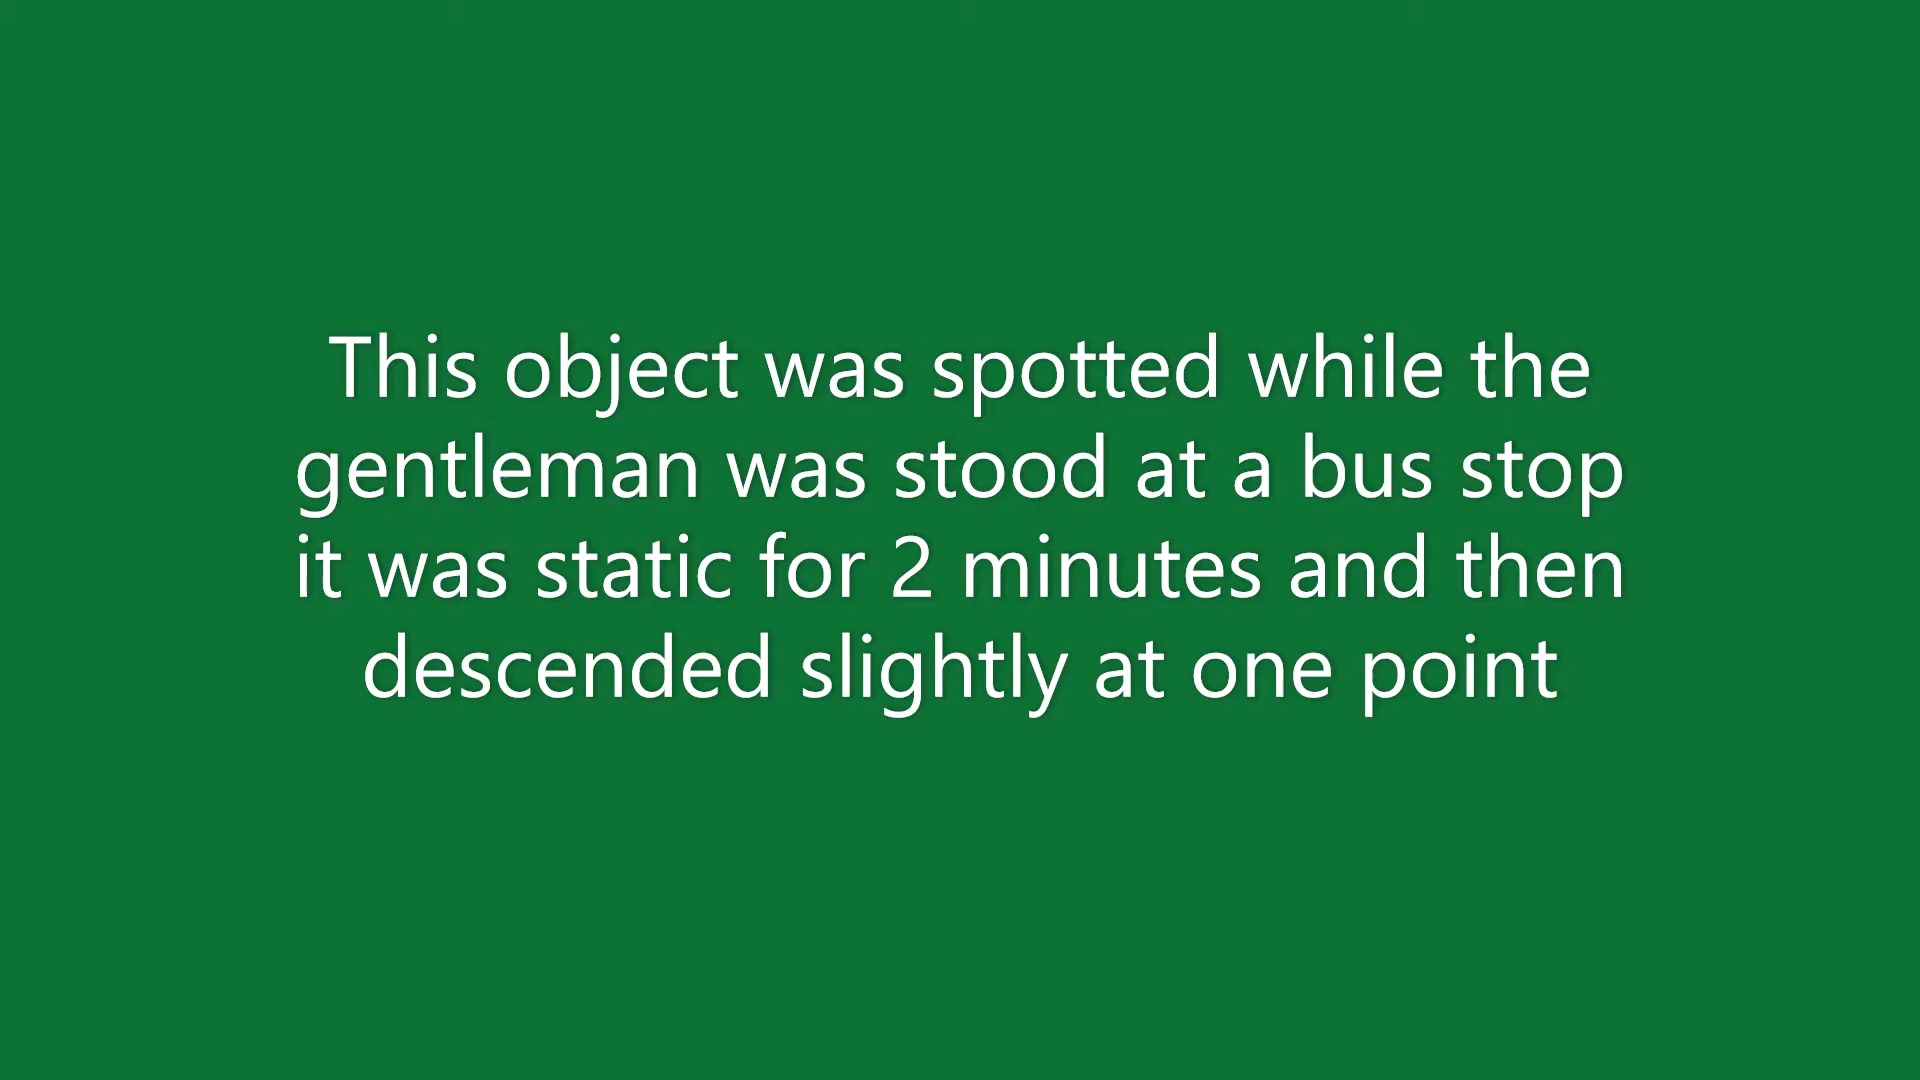 This object was spotted while the
gentleman was stood at a bus stop
it was static for 2 minutes and then
descended slightly at one point